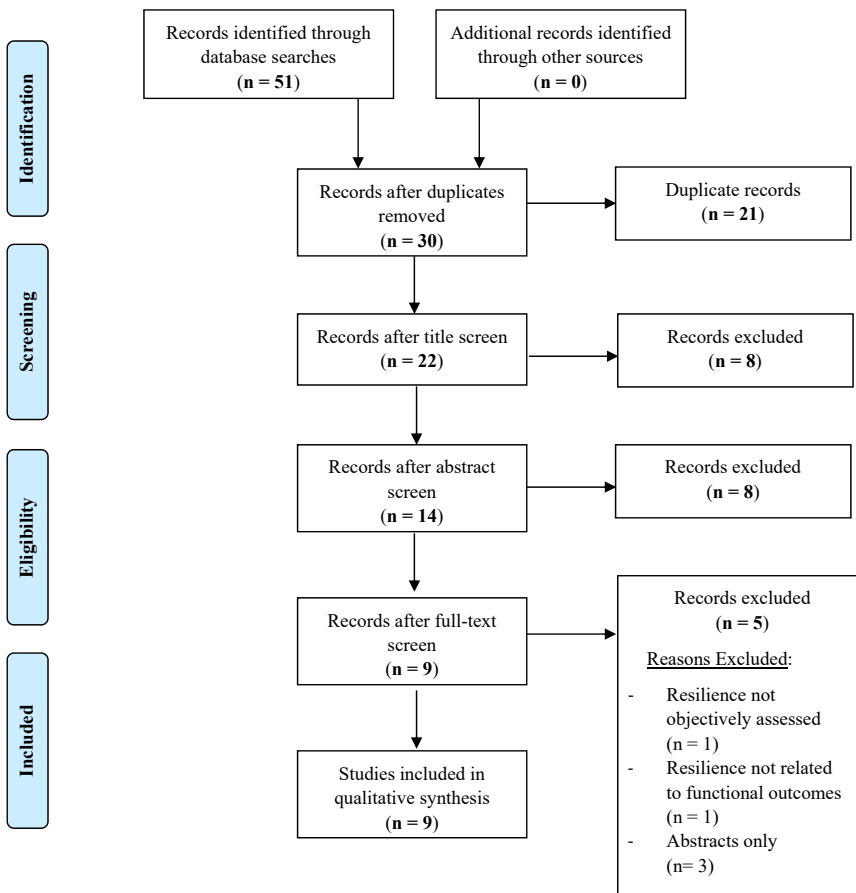 Records identified through
database searches
(n = 51)
Additional records identified
through other sources
(n = 0)
Identification
Records after duplicates
removed
(n = 30)
Duplicate records
(n = 21)
Screening
Records after title screen
(n = 22)
Records excluded
(n = 8)
Eligibility
Records after abstract
screen
(n = 14)
Records excluded
(n = 8)
Records after full-text
screen
(n = 9)
Records excluded
(n = 5)
Reasons Excluded:
- Resilience not
objectively assessed
(n = 1)
- Resilience not related
to functional outcomes
(n = 1)
- Abstracts only
(n= 3)
Included
Studies included in
qualitative synthesis
(n = 9)